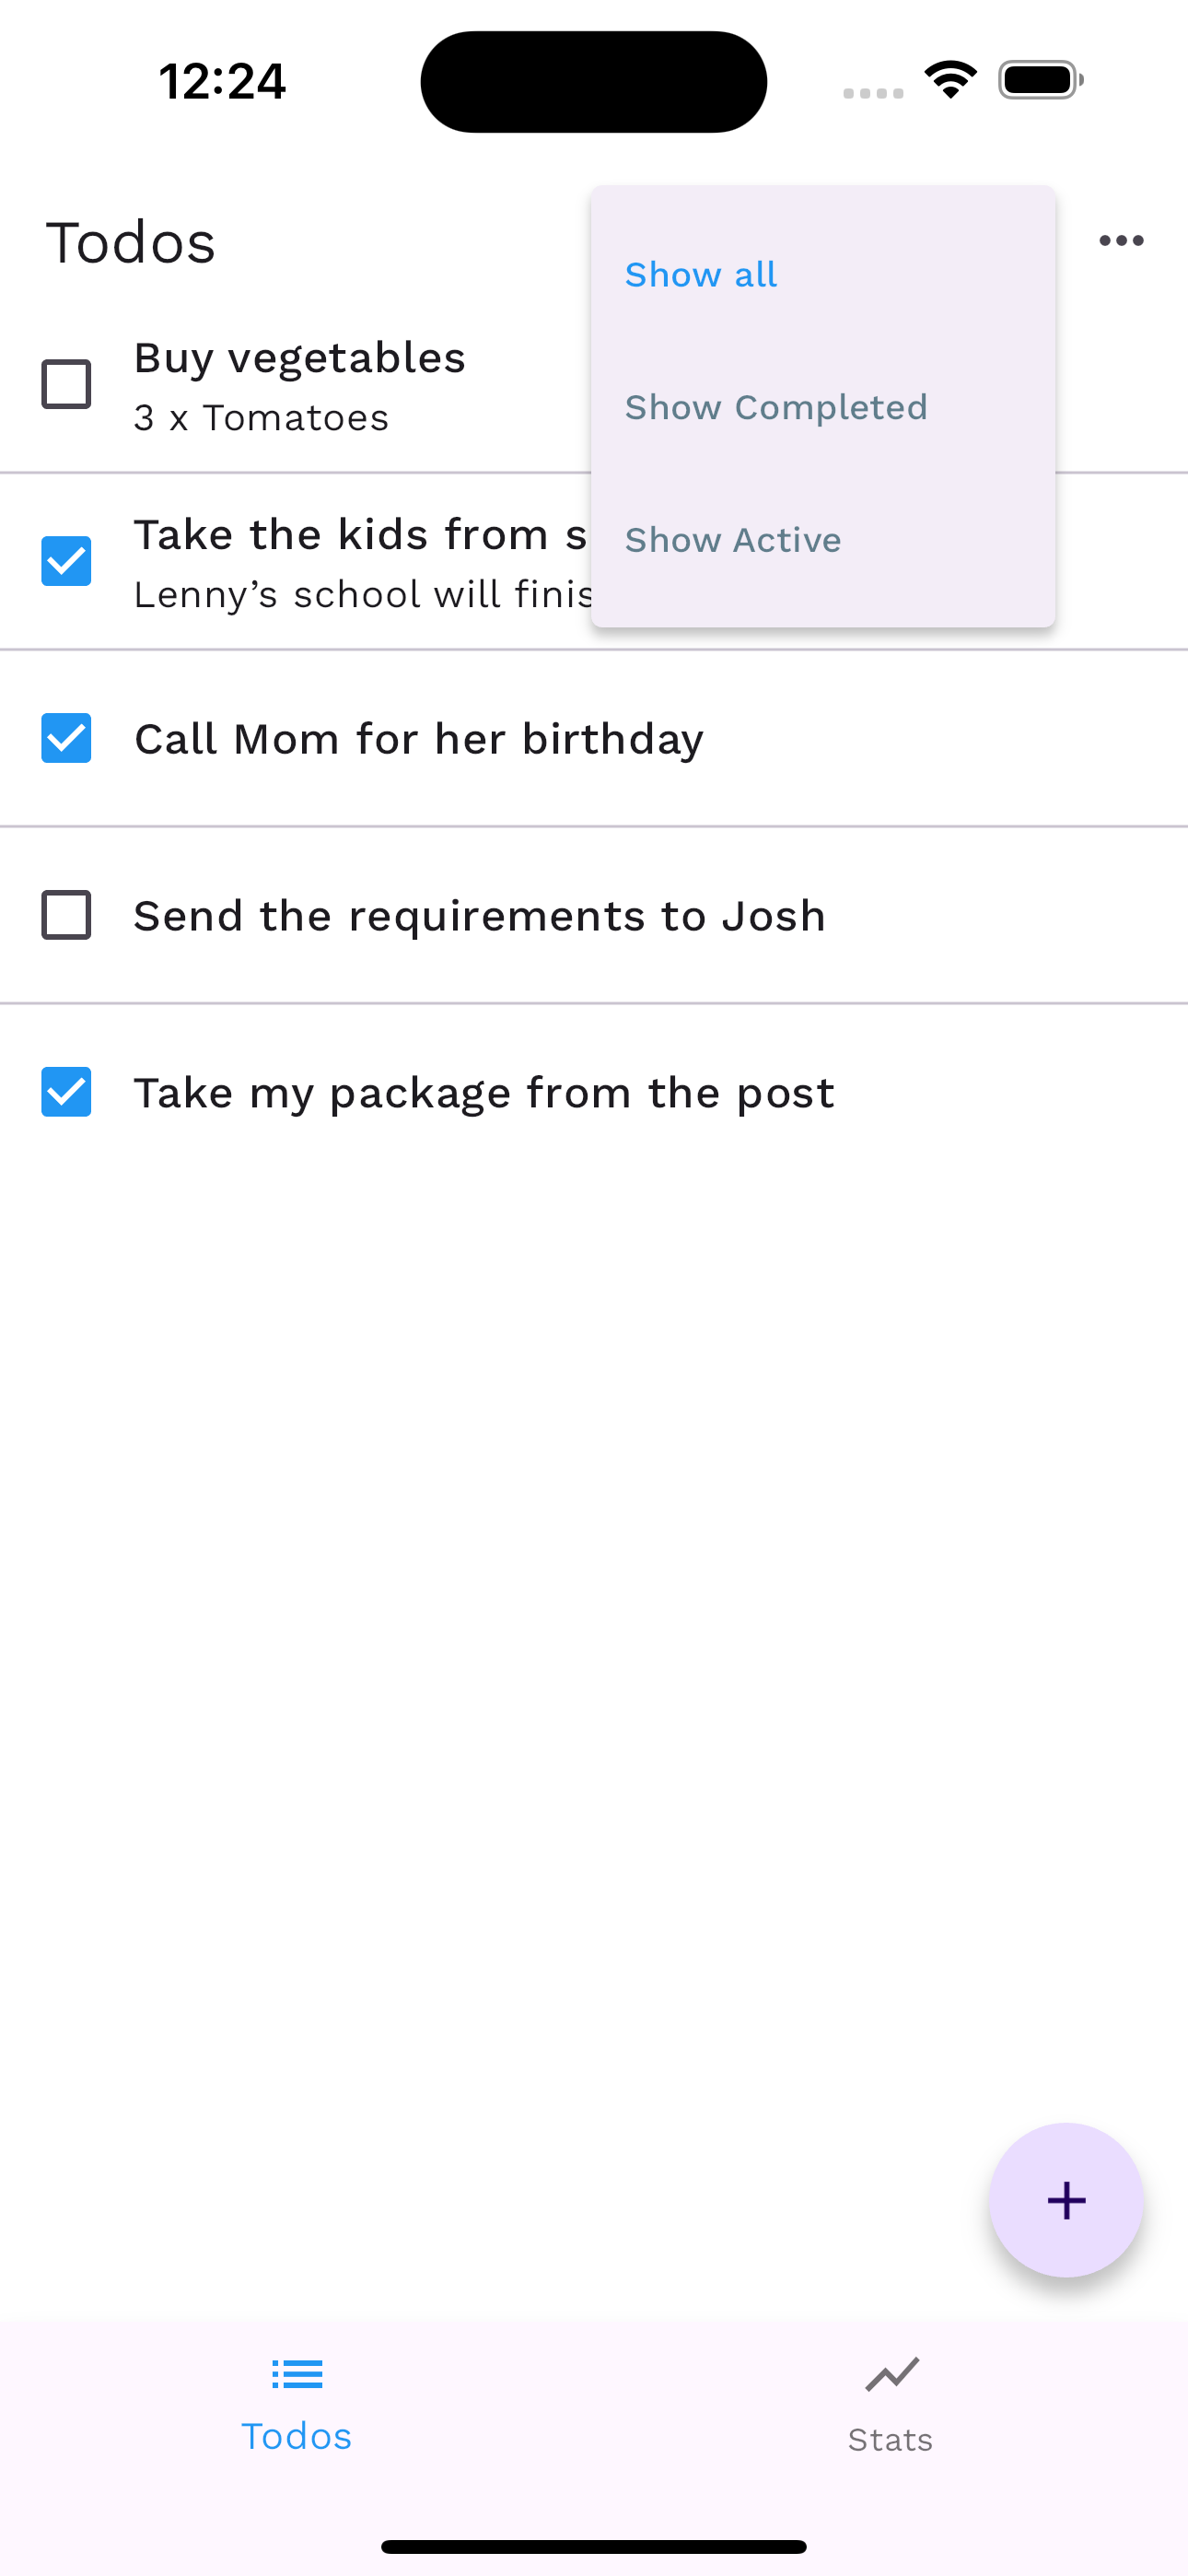 12:24
Todos
Show all
Show Completed
Show Active
Buy vegetables
3 x Tomatoes
Take the kids from
Lenny’s school will
Call Mom for her birthday
Send the requirements to Josh
Take my package from the post
Todos
Stats